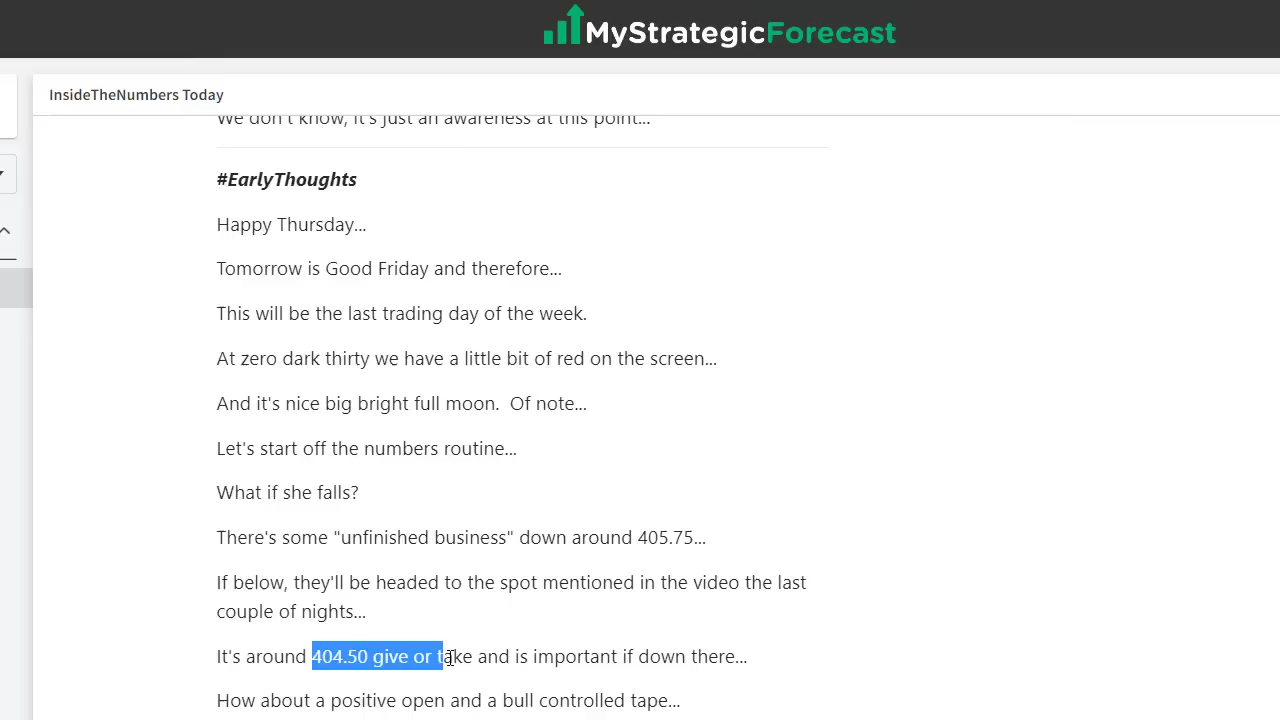 MyStrategicForecast
InsideTheNumbers Today
We don't know, it's just an awareness at this point...
#EarlyThoughts
Happy Thursday...
Tomorrow is Good Friday and therefore...
This will be the last trading day of the week.
At zero dark thirty we have a little bit of red on the screen...
And it's nice big bright full moon.  Of note...
Let's start off the numbers routine...
What if she falls?
There's some "unfinished business" down around 405.75...
If below, they'll be headed to the spot mentioned in the video the last
couple of nights...
It's around 404.50 give or take and is important if down there...
How about a positive open and a bull controlled tape...